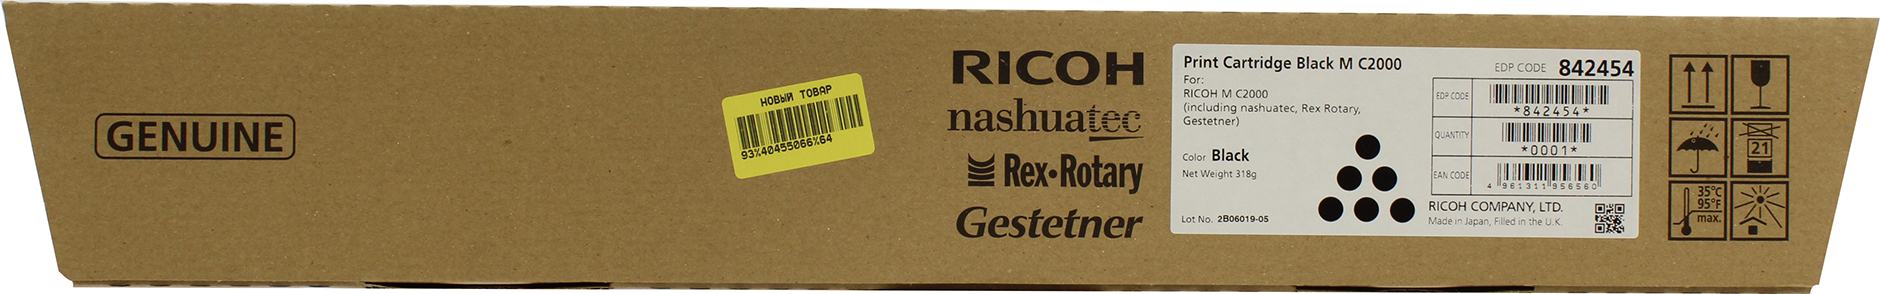 GENUINE
НОВЫЙ ТОВАР
93%40455066%64
RICOH
nashuatec
Rex·Rotary
Gestetner
Print Cartridge Black M C2000
For:
RICOH M C2000
(including nashuatec, Rex Rotary,
Gestetner)
Color Black
Net Weight 318g
Lot No. 2B06019-05
EDP CODE 842454
EDP CODE
*842454*
QUANTITY
*0001*
EAN CODE
4 961311 956560
RICOH COMPANY, LTD.
Made in Japan, Filled in the U.K.
21
35℃
95°F
max.